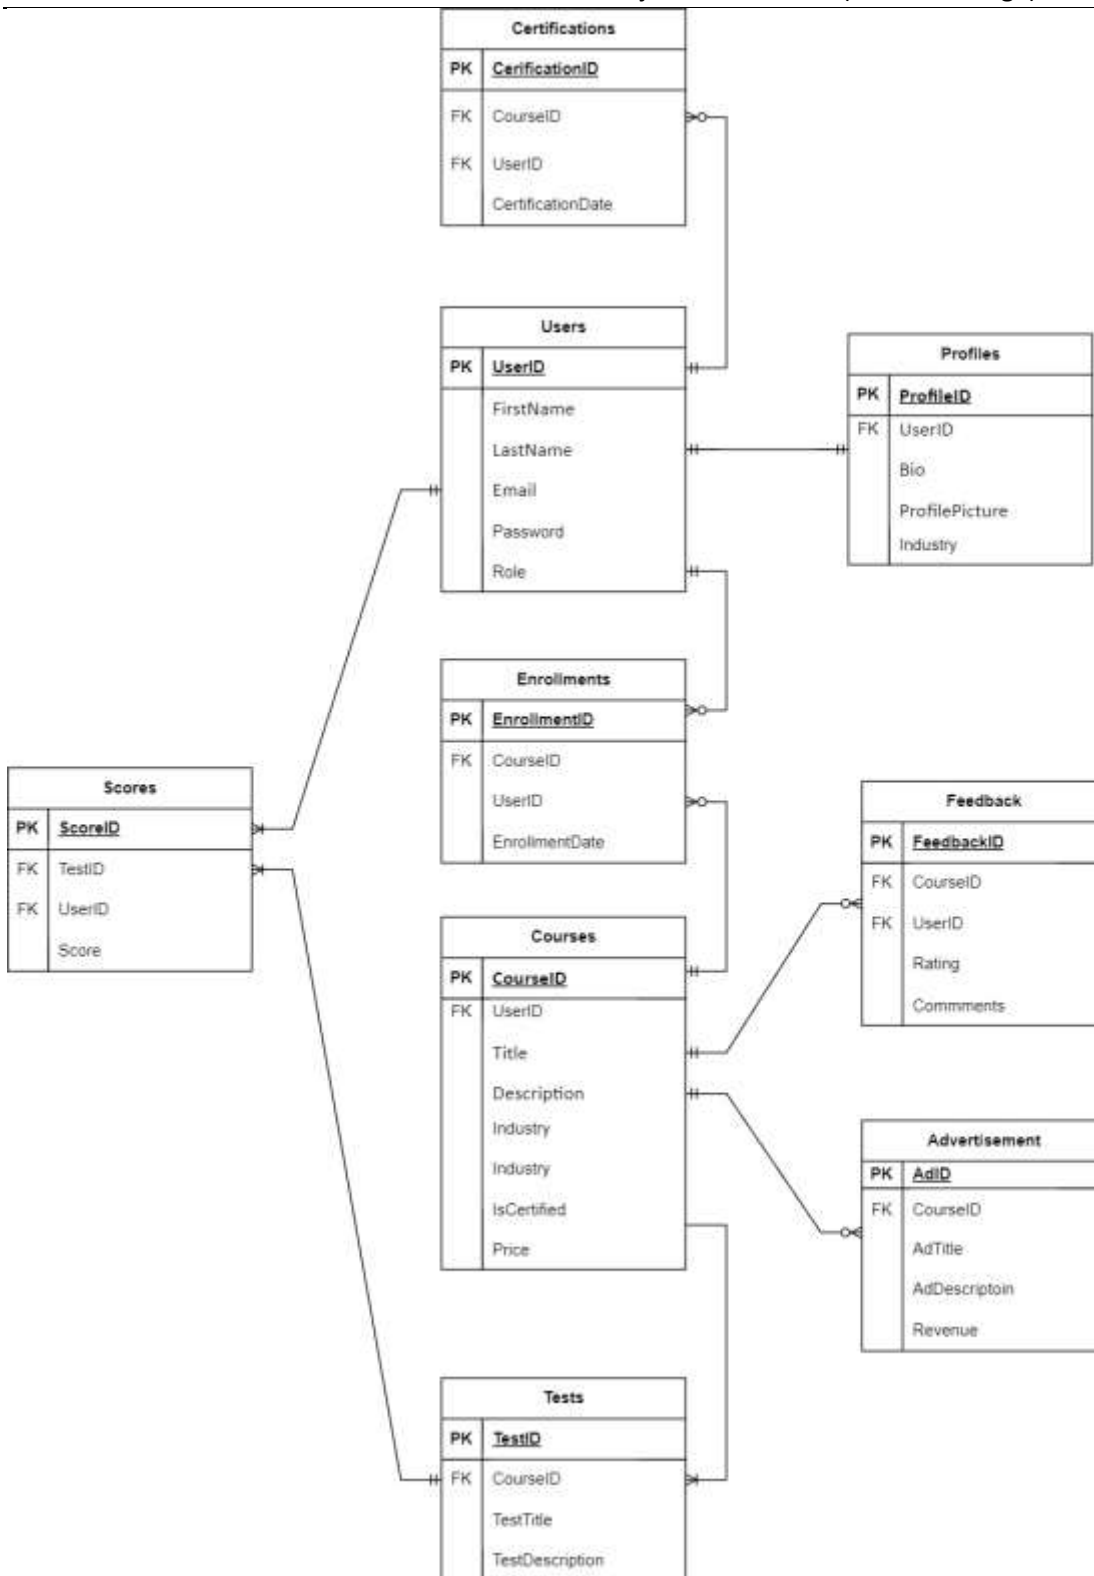 Certifications
PK CerificationID
FK CourseID
FK UserID
CertificationDate
Users
PK UserID
FirstName
LastName
Email
Password
Role
Profiles
PK ProfileID
FK UserID
Bio
ProfilePicture
Industry
Enrollments
PK EnrollmentID
FK CourseID
UserID
EnrollmentDate
Scores
PK ScoreID
FK TestID
FK UserID
Score
Feedback
PK FeedbackID
FK CourseID
FK UserID
Rating
Commments
Courses
PK CourseID
FK UserID
Title
Description
Industry
Industry
IsCertified
Price
Advertisement
PK AdID
FK CourseID
AdTitle
AdDescriptoin
Revenue
Tests
PK TestID
FK CourseID
TestTitle
TestDescription